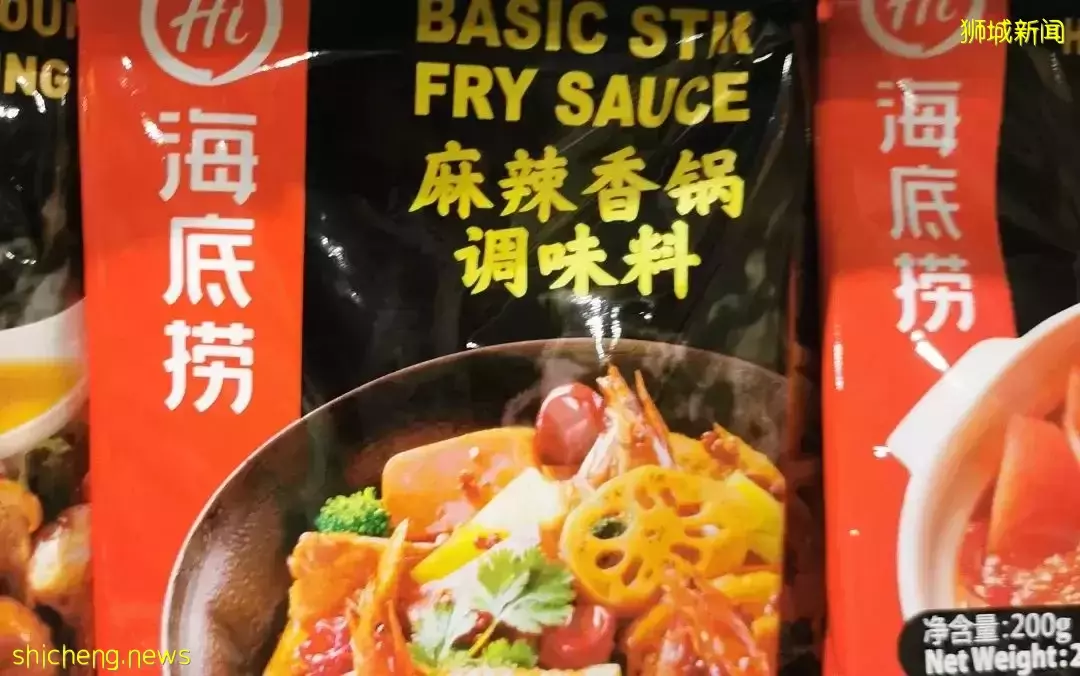 Hi
海底捞
BASIC STIR
FRY SAUCE
麻辣香锅
调味料
ING
Hi
海底捞
净含量:200g
Net Weight:2
狮城新闻
shicheng.news